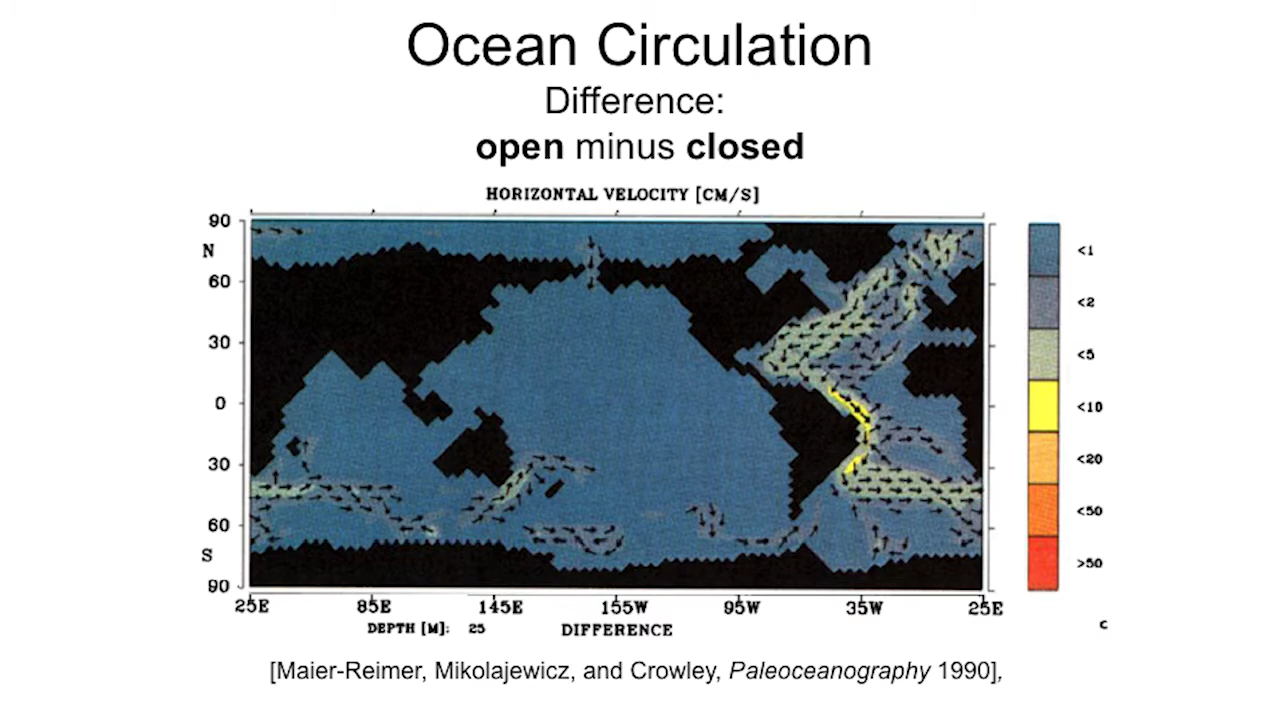 Ocean Circulation
Difference:
open minus closed
HORIZONTAL VELOCITY [CM/S]
90
N
60
30
0
30
60
S
90
25E 85E 145E 155W 95W 35W 25E
DEPTH [M]: 25 DIFFERENCE
<1
<2
<5
<10
<20
<50
>50
C
[Maier-Reimer, Mikolajewicz, and Crowley, Paleoceanography 1990],